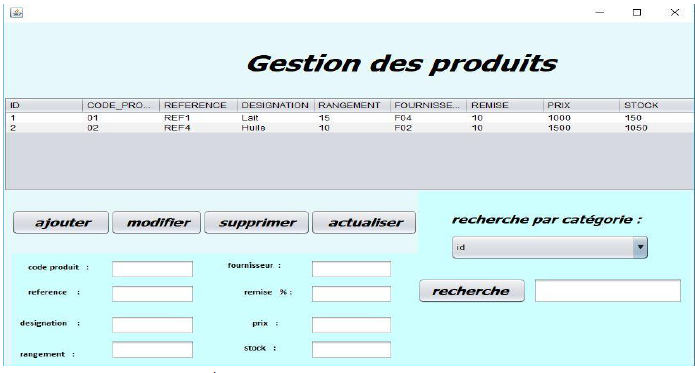 Gestion des produits
ID CODE_PRO... REFERENCE DESIGNATION RANGEMENT FOURNISSE... REMISE PRIX STOCK
1 01 REF1 Lait 15 F04 10 1000 150
2 02 REF4 Huile 10 F02 10 1500 1050
ajouter modifier supprimer actualiser
recherche par catégorie :
id
code produit : fournisseur :
reference : remise % :
recherche
designation : prix :
rangement : stock :